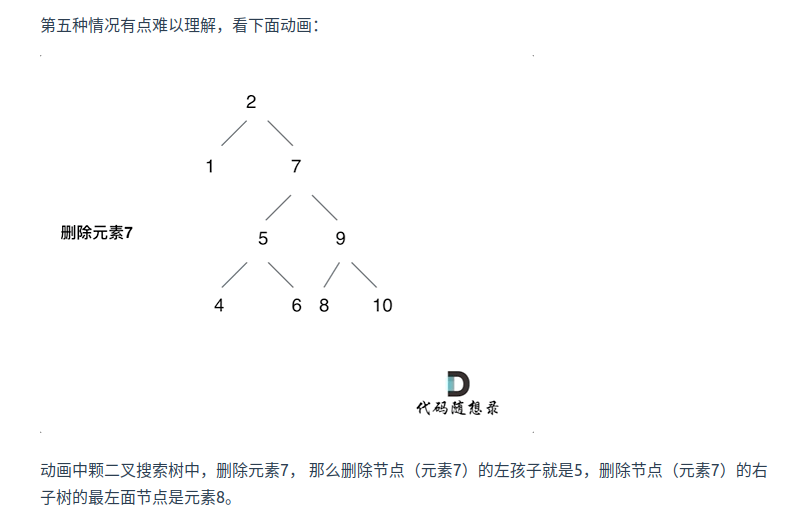 第五种情况有点难以理解，看下面动画：
2
1 7
删除元素7
5 9
4 6 8 10
D
代码随想录
动画中颗二叉搜索树中，删除元素7， 那么删除节点（元素7）的左孩子就是5，删除节点（元素7）的右
子树的最左面节点是元素8。